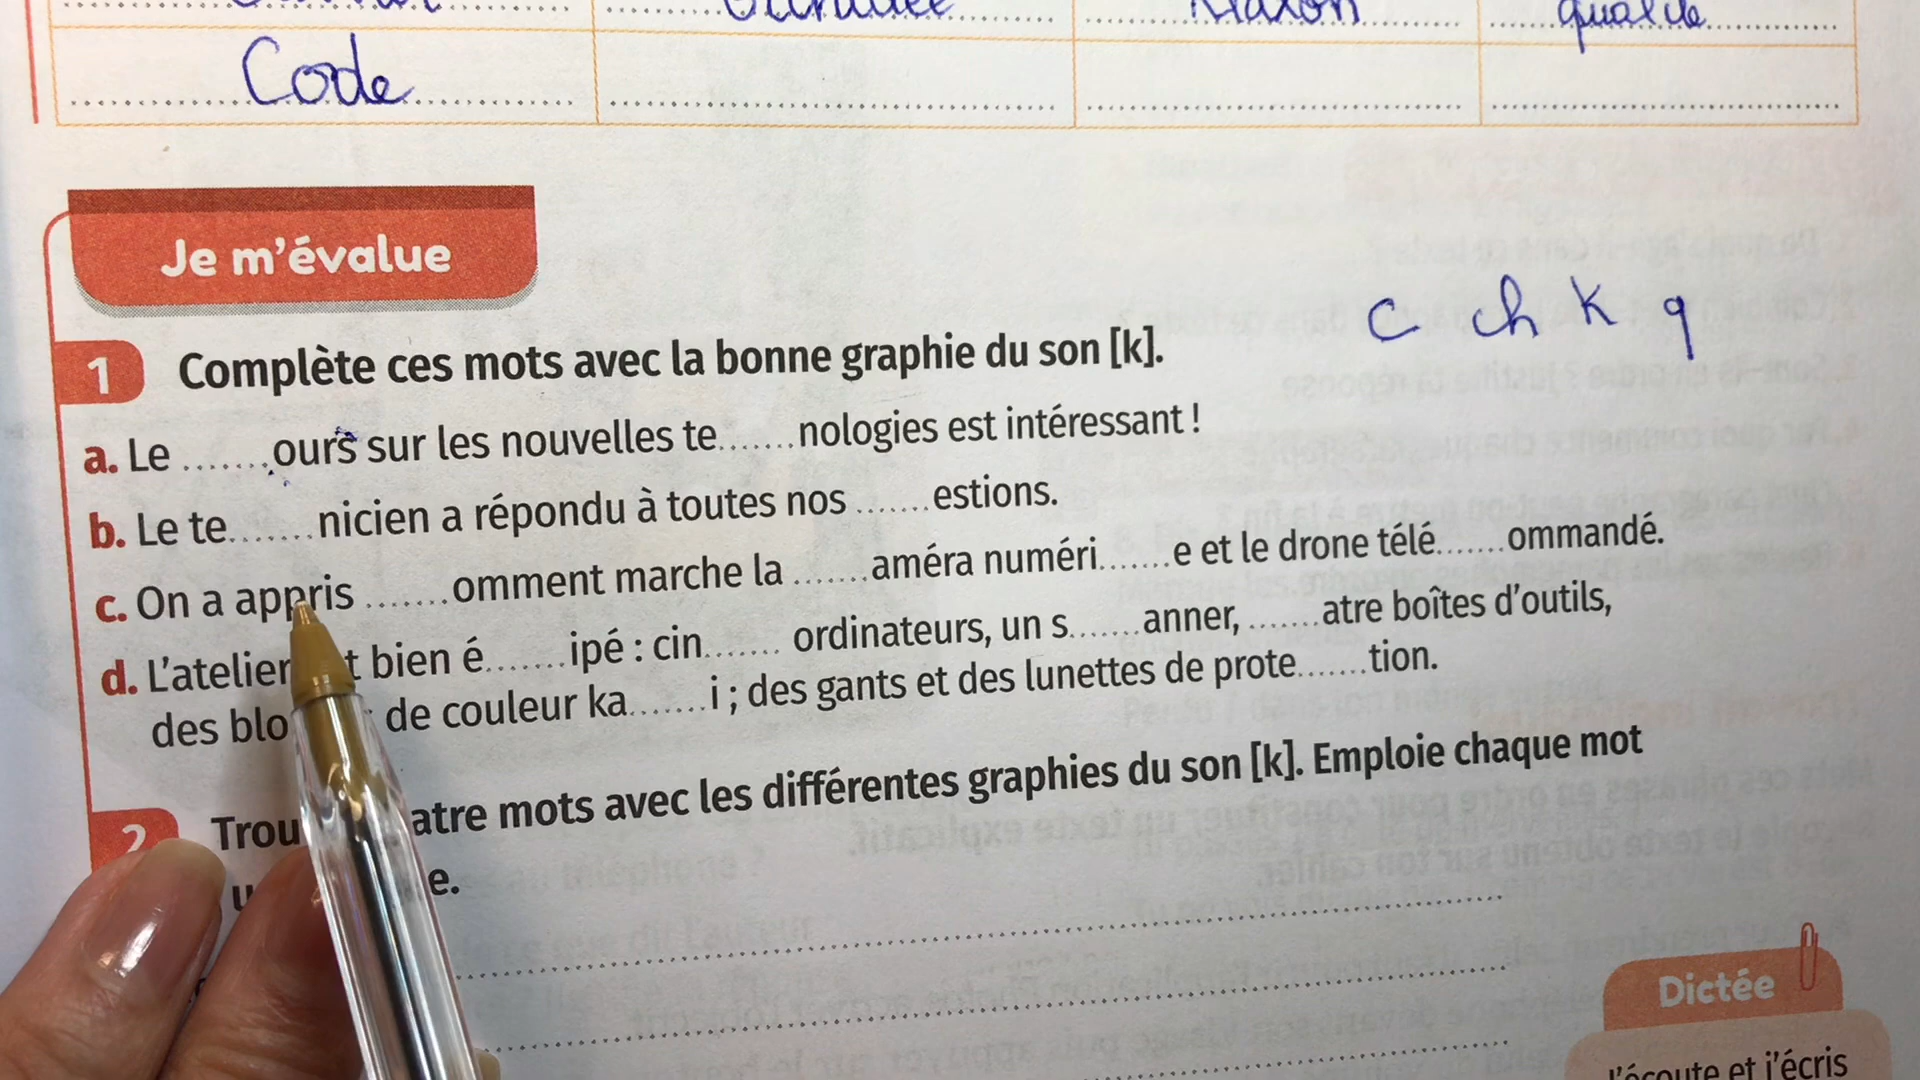 Klaxon qualité
Code
Je m'évalue
c ch k q
1 Complète ces mots avec la bonne graphie du son [k].
a. Le .......ours sur les nouvelles te.......nologies est intéressant !
b. Le te.......nicien a répondu à toutes nos .......estions.
c. On a appris .......omment marche la .......améra numéri.......e et le drone télé.......ommandé.
d. L'atelier t bien é.......ipé : cin....... ordinateurs, un s.......anner, .......atre boîtes d'outils,
des blo de couleur ka.......i ; des gants et des lunettes de prote.......tion.
2 Trou atre mots avec les différentes graphies du son [k]. Emploie chaque mot
u e.
Dictée
J'écoute et j'écris